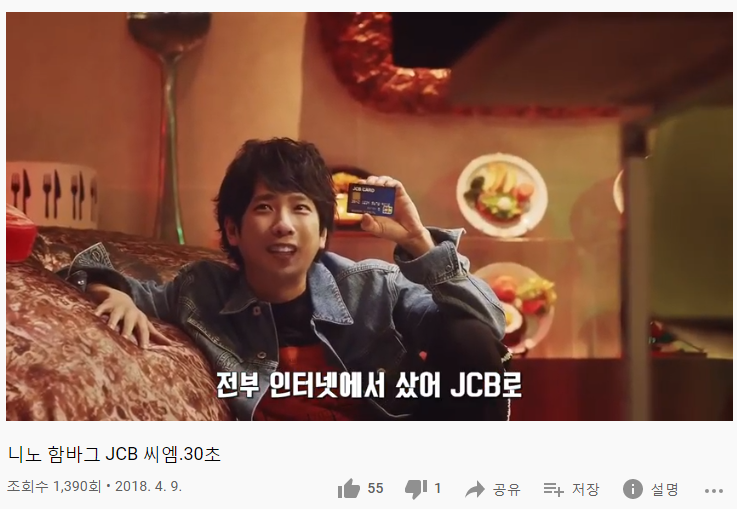 JCB CARD
전부 인터넷에서 샀어 JCB로
니노 함바그 JCB 씨엠.30초
조회수 1,390회 • 2018. 4. 9.
55
1
공유
저장
설명